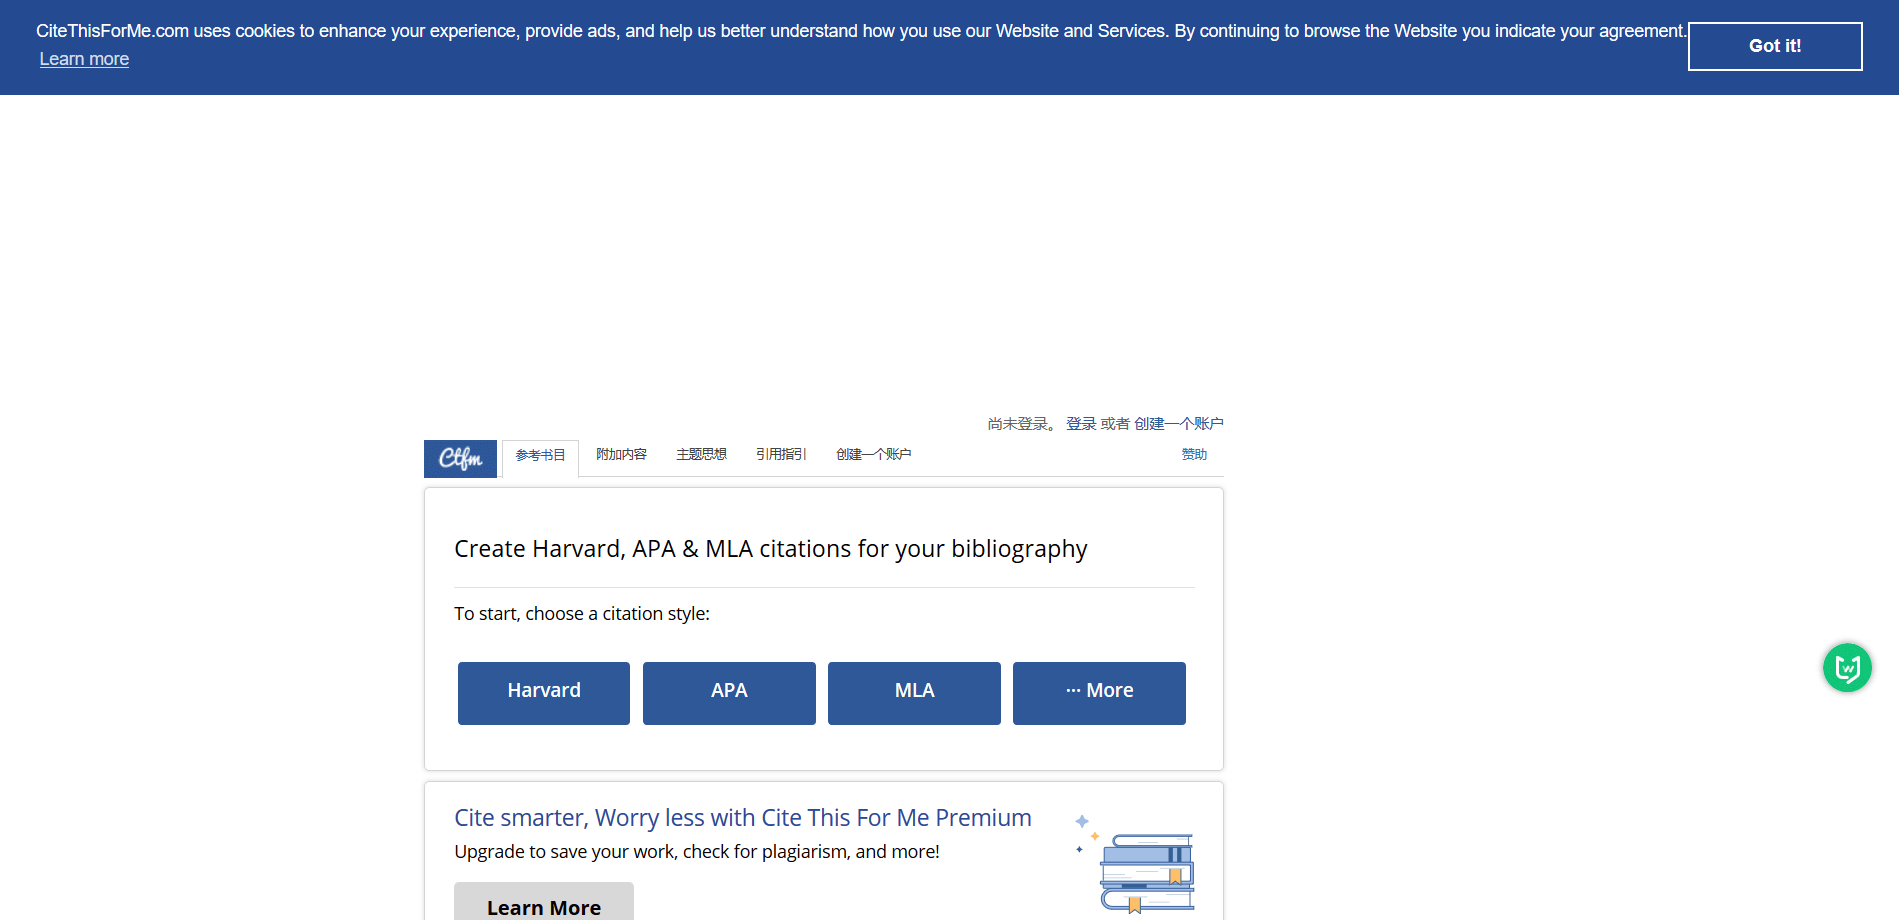 CiteThisForMe.com uses cookies to enhance your experience, provide ads, and help us better understand how you use our Website and Services. By continuing to browse the Website you indicate your agreement.
Learn more
Got it!
尚未登录。 登录 或者 创建一个账户
Ctfm 参考书目 附加内容 主题思想 引用指引 创建一个账户 赞助
Create Harvard, APA & MLA citations for your bibliography
To start, choose a citation style:
Harvard APA MLA ··· More
Cite smarter, Worry less with Cite This For Me Premium
Upgrade to save your work, check for plagiarism, and more!
Learn More
W